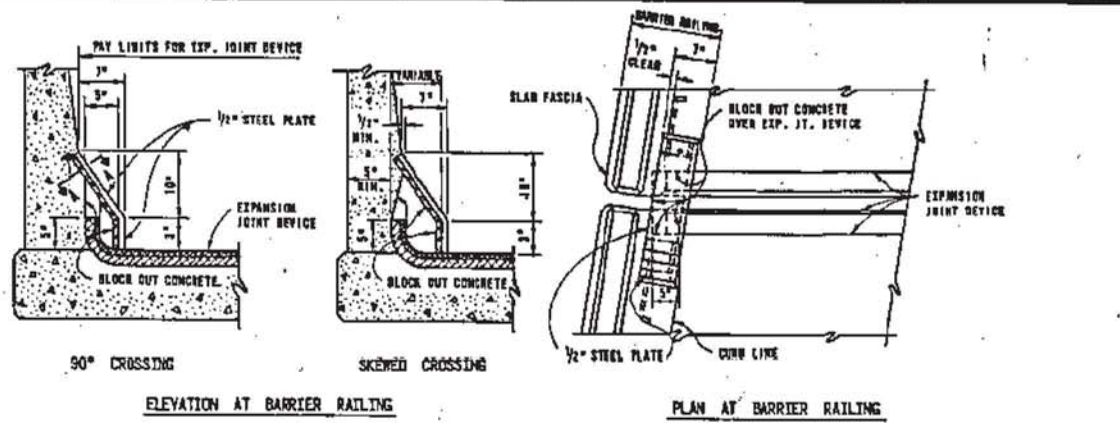 PAY LIMITS FOR EXP. JOINT DEVICE
7"
5"
1/2" STEEL PLATE
10"
3"
5"
EXPANSION
JOINT DEVICE
BLOCK OUT CONCRETE
90° CROSSING
VARIABLE
7"
1/2"
MIN.
5"
MIN.
10"
3"
5"
BLOCK OUT CONCRETE
SKEWED CROSSING
ELEVATION AT BARRIER RAILING
BARRIER RAILING
1/2"
CLEAR
7"
SLAB FASCIA
BLOCK OUT CONCRETE
OVER EXP. JT. DEVICE
EXPANSION
JOINT DEVICE
5"
1/2" STEEL PLATE
CURB LINE
PLAN AT BARRIER RAILING